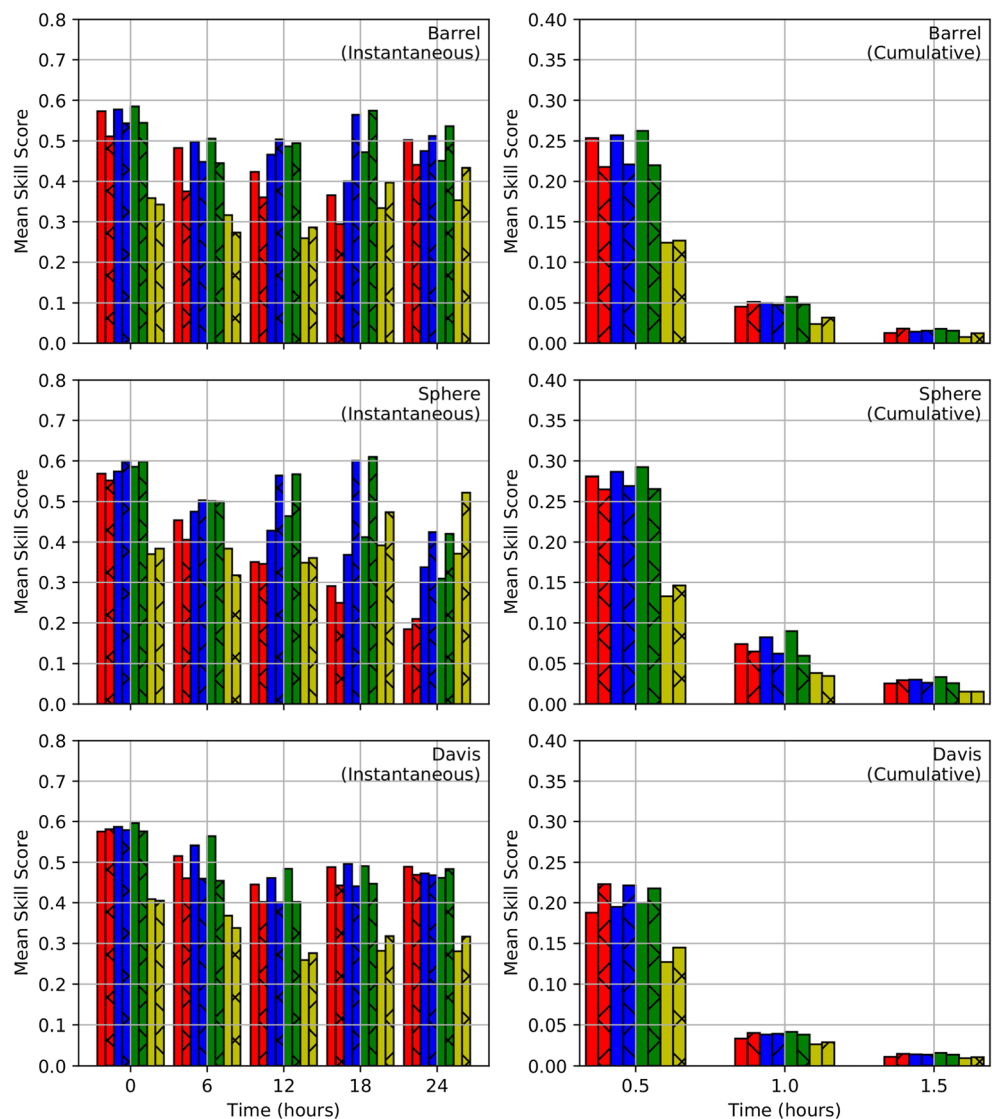 Barrel
(Instantaneous)
Mean Skill Score
0.8
0.7
0.6
0.5
0.4
0.3
0.2
0.1
0.0
Barrel
(Cumulative)
Mean Skill Score
0.40
0.35
0.30
0.25
0.20
0.15
0.10
0.05
0.00
Sphere
(Instantaneous)
Mean Skill Score
0.8
0.7
0.6
0.5
0.4
0.3
0.2
0.1
0.0
Sphere
(Cumulative)
Mean Skill Score
0.40
0.35
0.30
0.25
0.20
0.15
0.10
0.05
0.00
Davis
(Instantaneous)
Mean Skill Score
0.8
0.7
0.6
0.5
0.4
0.3
0.2
0.1
0.0
0 6 12 18 24
Time (hours)
Davis
(Cumulative)
Mean Skill Score
0.40
0.35
0.30
0.25
0.20
0.15
0.10
0.05
0.00
0.5 1.0 1.5
Time (hours)